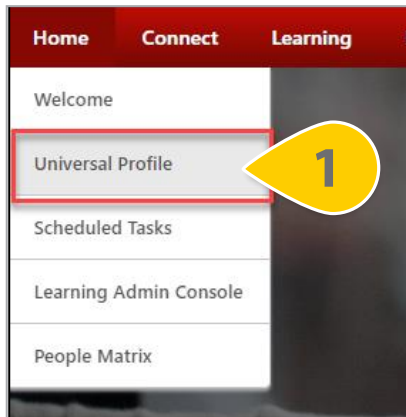 Home Connect Learning
Welcome
Universal Profile
1
Scheduled Tasks
Learning Admin Console
People Matrix